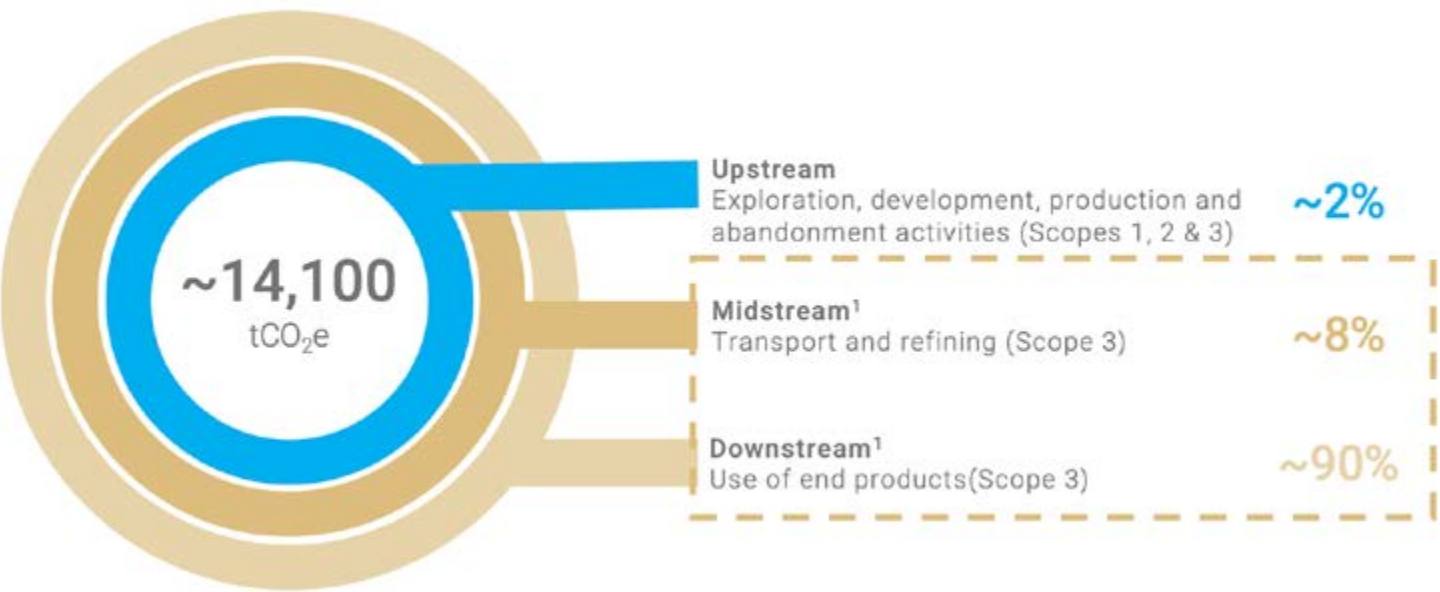 ~14,100
tCO₂e
Upstream
Exploration, development, production and
abandonment activities (Scopes 1, 2 & 3)
~2%
Midstream¹
Transport and refining (Scope 3)
~8%
Downstream¹
Use of end products(Scope 3)
~90%